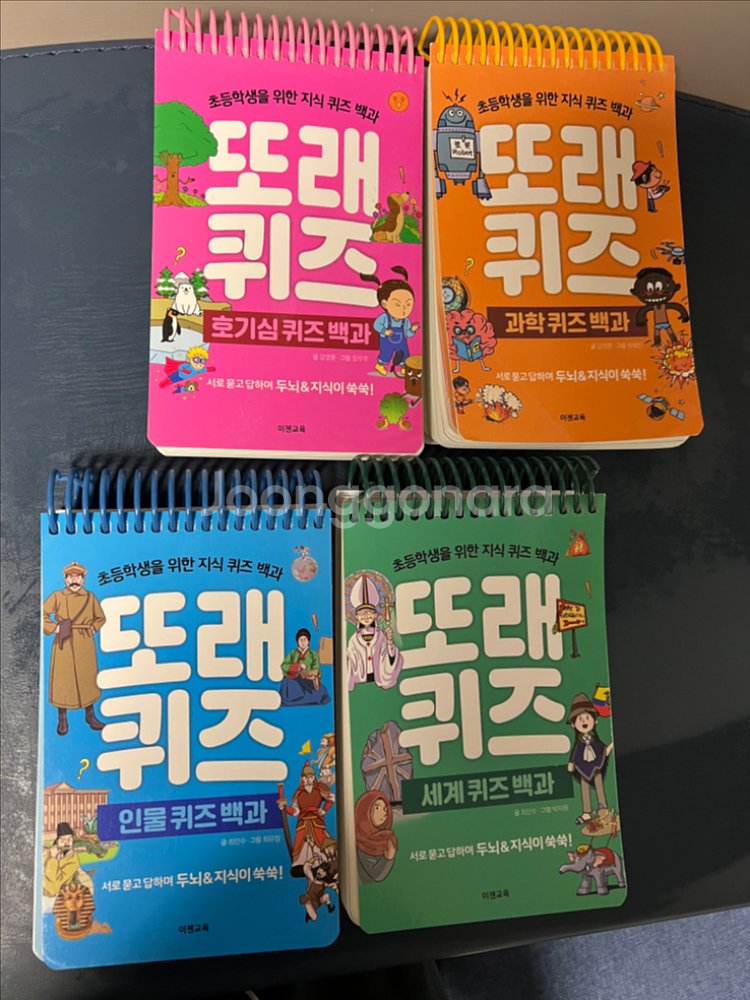 초등학생을 위한 지식 퀴즈 백과
또래
퀴즈
호기심 퀴즈 백과
서로 묻고 답하며 두뇌&지식이 쑥쑥!
이젠교육
초등학생을 위한 지식 퀴즈 백과
Robot
또래
퀴즈
과학 퀴즈 백과
서로 묻고 답하며 두뇌&지식이 쑥쑥!
이젠교육
Joonggonara
초등학생을 위한 지식 퀴즈 백과
또래
퀴즈
인물 퀴즈 백과
서로 묻고 답하며 두뇌&지식이 쑥쑥!
이젠교육
초등학생을 위한 지식 퀴즈 백과
또래
퀴즈
세계 퀴즈 백과
서로 묻고 답하며 두뇌&지식이 쑥쑥!
이젠교육